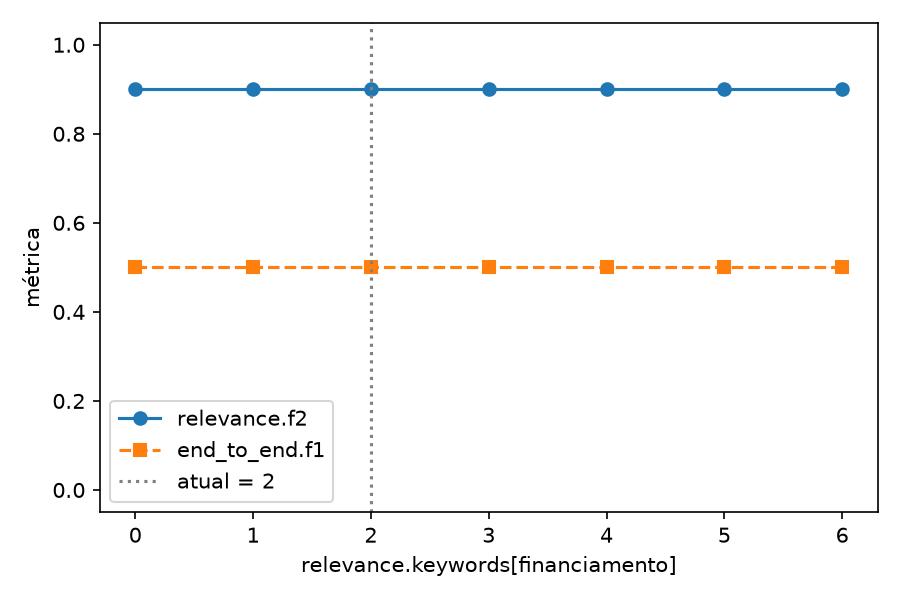 1.0
0.8
0.6
0.4
0.2
0.0
métrica
relevance.f2
end_to_end.f1
atual = 2
0 1 2 3 4 5 6
relevance.keywords[financiamento]